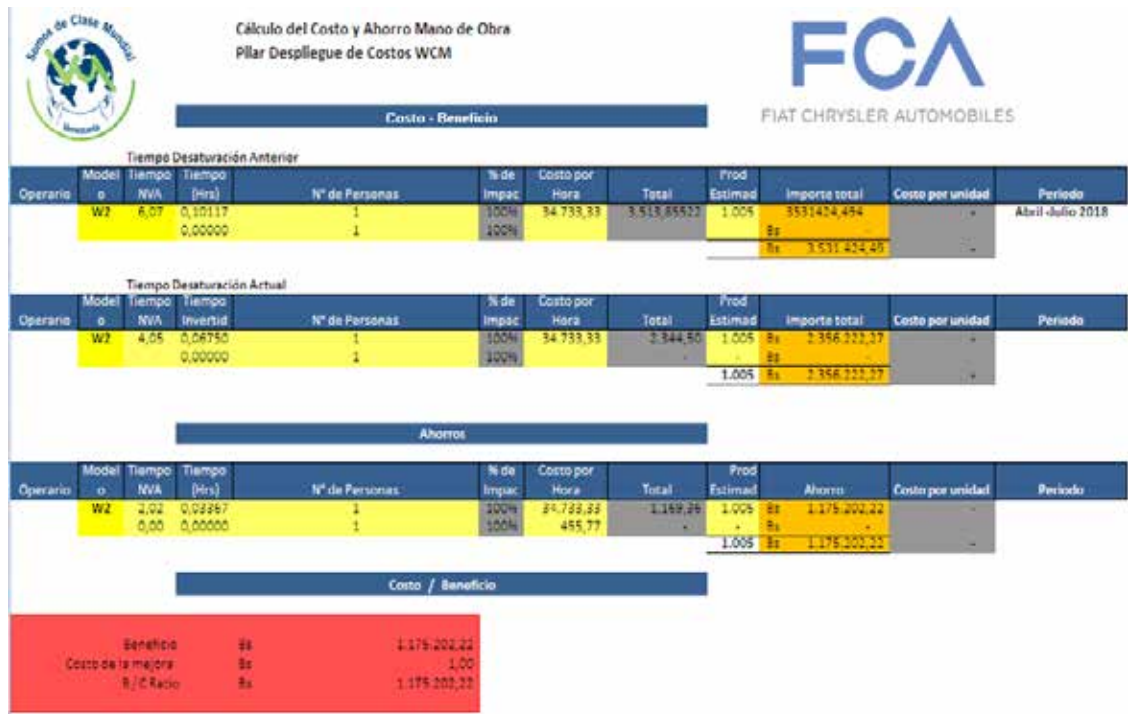 Somos de Clase Mundial
Venezuela
Cálculo del Costo y Ahorro Mano de Obra
Pilar Despliegue de Costos WCM
FCA
FIAT CHRYSLER AUTOMOBILES
Costo - Beneficio
Tiempo Desaturación Anterior
Operario Modelo Tiempo NVA Tiempo (Hrs) N° de Personas % de Impac Costo por Hora Total Prod Estimad Importe total Costo por unidad Periodo
W2 6,07 0,10117 1 100% 34.733,33 3.513,85522 1.005 3531424,494 - Abril-Julio 2018
0,00000 1 100% Bs -
Bs 3.531.424,49 -
Tiempo Desaturación Actual
Operario Modelo Tiempo NVA Tiempo Invertid N° de Personas % de Impac Costo por Hora Total Prod Estimad Importe total Costo por unidad Periodo
W2 4,05 0,06750 1 100% 34.733,33 2.344,50 1.005 Bs 2.356.222,27 -
0,00000 1 100% - - Bs -
1.005 Bs 2.356.222,27 -
Ahorros
Operario Modelo Tiempo NVA Tiempo (Hrs) N° de Personas % de Impac Costo por Hora Total Prod Estimad Ahorro Costo por unidad Periodo
W2 2,02 0,03367 1 100% 34.733,33 1.169,36 1.005 Bs 1.175.202,22 -
0,00 0,00000 1 100% 455,77 - - Bs -
1.005 Bs 1.175.202,22 -
Costo / Beneficio
Beneficio Bs 1.175.202,22
Costo de la mejora Bs 1,00
B / C Ratio Bs 1.175.202,22